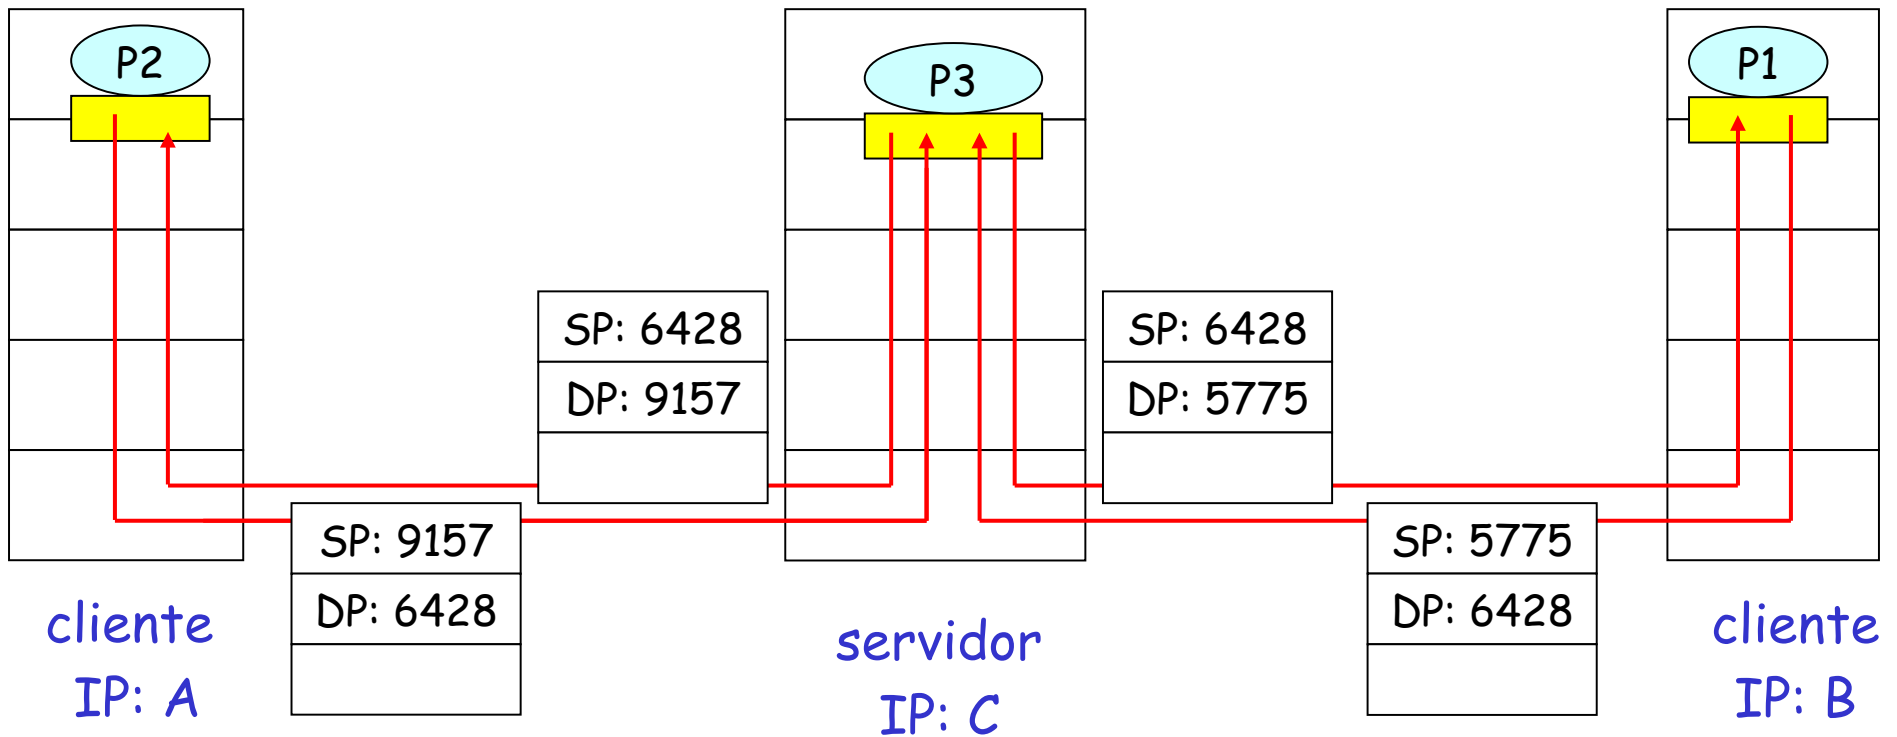 P2
P3
P1
SP: 6428
DP: 9157
SP: 6428
DP: 5775
SP: 9157
DP: 6428
SP: 5775
DP: 6428
cliente
IP: A
servidor
IP: C
cliente
IP: B